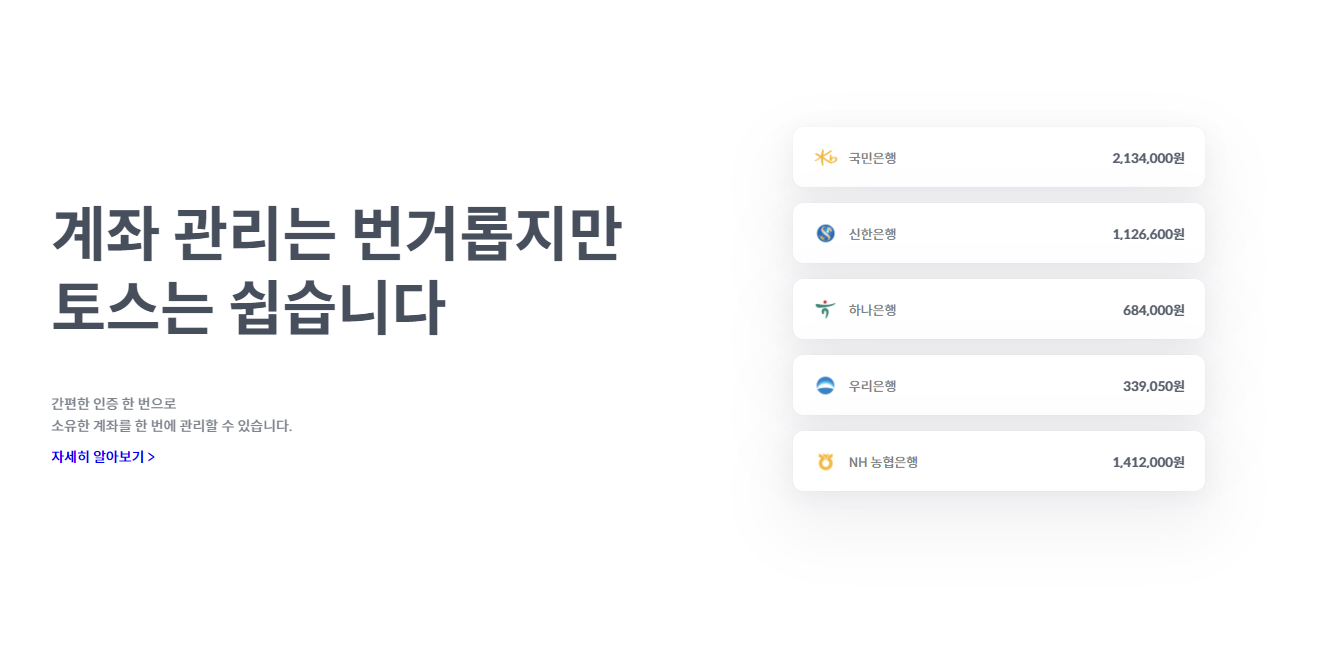 계좌 관리는 번거롭지만
토스는 쉽습니다
간편한 인증 한 번으로
소유한 계좌를 한 번에 관리할 수 있습니다.
자세히 알아보기 >
국민은행 2,134,000원
신한은행 1,126,600원
하나은행 684,000원
우리은행 339,050원
NH 농협은행 1,412,000원